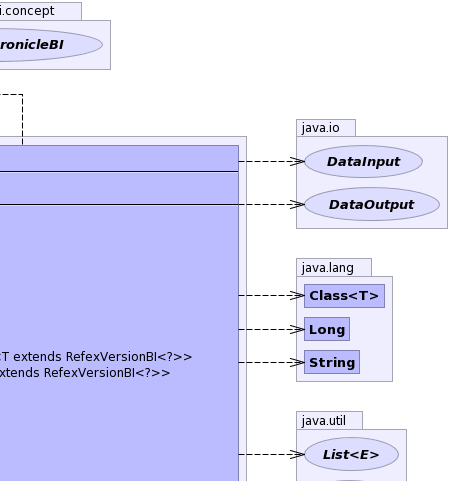 i.concept
ronicleBI
java.io
DataInput
DataOutput
java.lang
Class<T>
Long
String
<T extends RefexVersionBI<?>>
xtends RefexVersionBI<?>>
java.util
List<E>